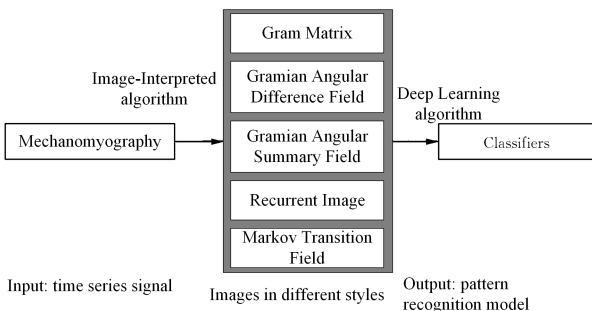 Gram Matrix
Image-Interpreted
algorithm
Gramian Angular
Difference Field
Deep Learning
algorithm
Mechanomyography
Gramian Angular
Summary Field
Classifiers
Recurrent Image
Markov Transition
Field
Input: time series signal
Images in different styles
Output: pattern
recognition model